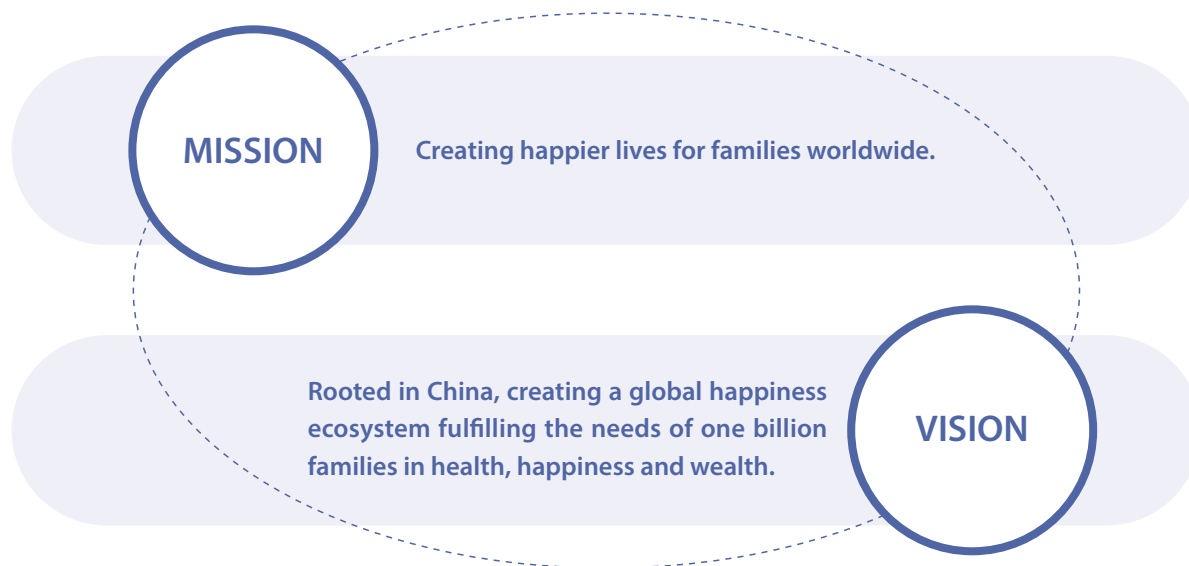 MISSION
Creating happier lives for families worldwide.
Rooted in China, creating a global happiness
ecosystem fulfilling the needs of one billion
families in health, happiness and wealth.
VISION